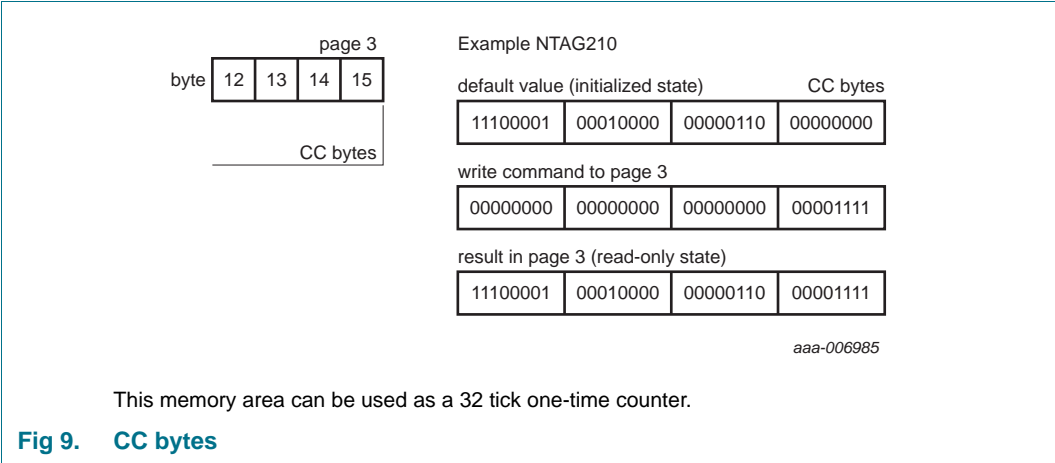 page 3
byte 12 13 14 15
CC bytes
Example NTAG210
default value (initialized state) CC bytes
11100001 00010000 00000110 00000000
write command to page 3
00000000 00000000 00000000 00001111
result in page 3 (read-only state)
11100001 00010000 00000110 00001111
aaa-006985
This memory area can be used as a 32 tick one-time counter.
Fig 9. CC bytes